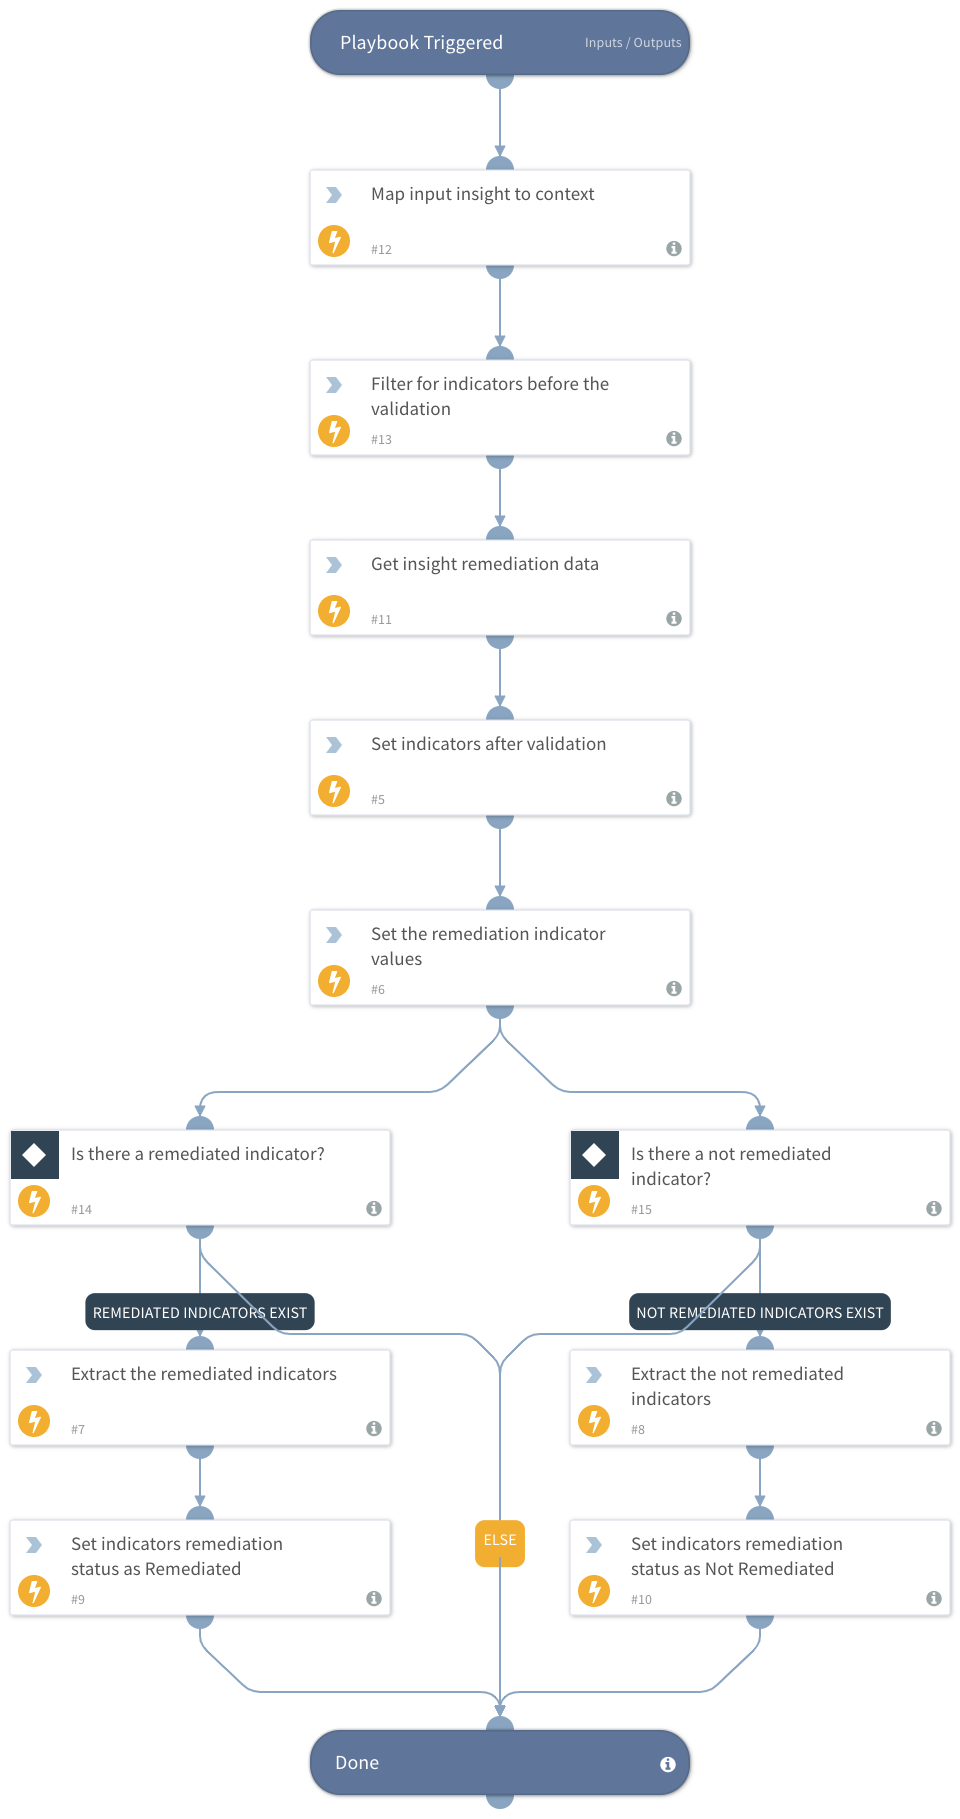 Playbook Triggered
Inputs / Outputs
Map input insight to context
#12
Filter for indicators before the
validation
#13
Get insight remediation data
#11
Set indicators after validation
#5
Set the remediation indicator
values
#6
Is there a remediated indicator?
#14
Is there a not remediated
indicator?
#15
REMEDIATED INDICATORS EXIST
NOT REMEDIATED INDICATORS EXIST
Extract the remediated indicators
#7
Extract the not remediated
indicators
#8
Set indicators remediation
status as Remediated
#9
ELSE
Set indicators remediation
status as Not Remediated
#10
Done